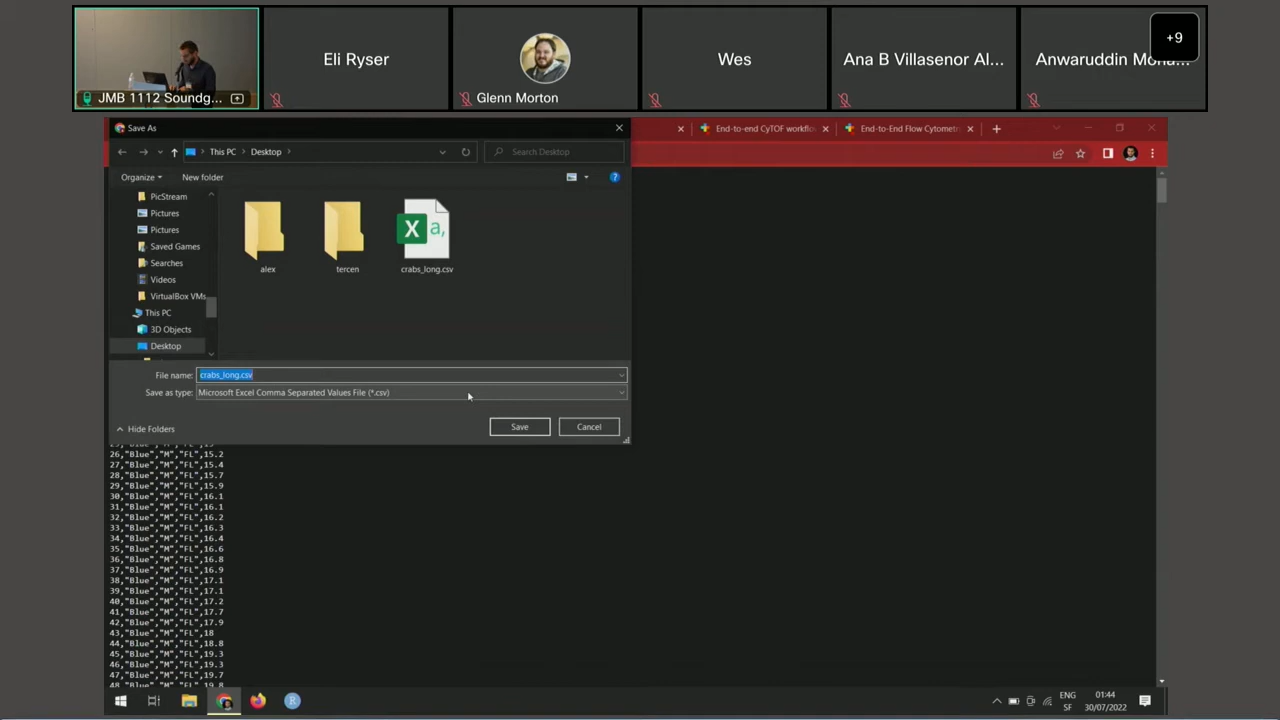 Eli Ryser
Wes
Ana B Villasenor Al...
Anwaruddin Moha...
+9
JMB 1112 Soundg...
Glenn Morton
Save As
End-to-end CyTOF workflo
End-to-End Flow Cytometr
This PC
Desktop
Search Desktop
Organize
New folder
PicStream
Pictures
Pictures
Saved Games
Searches
Videos
VirtualBox VMs
This PC
3D Objects
Desktop
alex
tercen
crabs_long.csv
File name: crabs_long.csv
Save as type: Microsoft Excel Comma Separated Values File (*.csv)
Hide Folders
Save
Cancel
26,"Blue","M","FL",15.2
27,"Blue","M","FL",15.4
28,"Blue","M","FL",15.7
29,"Blue","M","FL",15.9
30,"Blue","M","FL",16.1
31,"Blue","M","FL",16.1
32,"Blue","M","FL",16.2
33,"Blue","M","FL",16.3
34,"Blue","M","FL",16.4
35,"Blue","M","FL",16.6
36,"Blue","M","FL",16.8
37,"Blue","M","FL",16.9
38,"Blue","M","FL",17.1
39,"Blue","M","FL",17.1
40,"Blue","M","FL",17.2
41,"Blue","M","FL",17.7
42,"Blue","M","FL",17.9
43,"Blue","M","FL",18
44,"Blue","M","FL",18.8
45,"Blue","M","FL",19.3
46,"Blue","M","FL",19.3
47,"Blue","M","FL",19.7
48,"Blue","M","FL",19.8
ENG
SF
01:44
30/07/2022